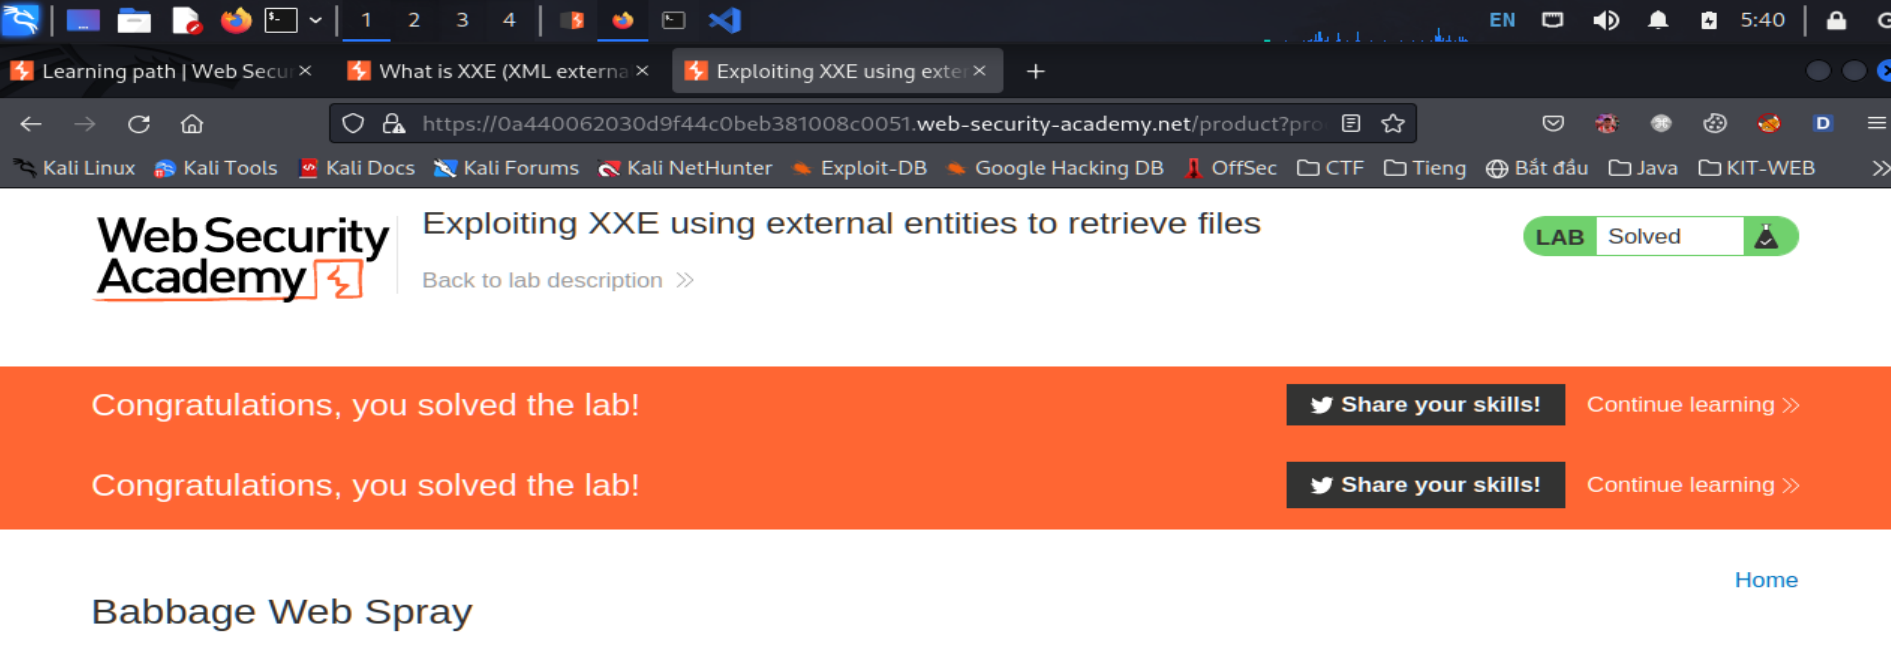 1 2 3 4 EN 5:40
Learning path | Web Secur What is XXE (XML externa Exploiting XXE using exter
https://0a440062030d9f44c0beb381008c0051.web-security-academy.net/product?pro
Kali Linux Kali Tools Kali Docs Kali Forums Kali NetHunter Exploit-DB Google Hacking DB OffSec CTF Tieng Bắt đầu Java KIT-WEB
Web Security
Academy
Exploiting XXE using external entities to retrieve files
Back to lab description
LAB Solved
Congratulations, you solved the lab! Share your skills! Continue learning
Congratulations, you solved the lab! Share your skills! Continue learning
Home
Babbage Web Spray